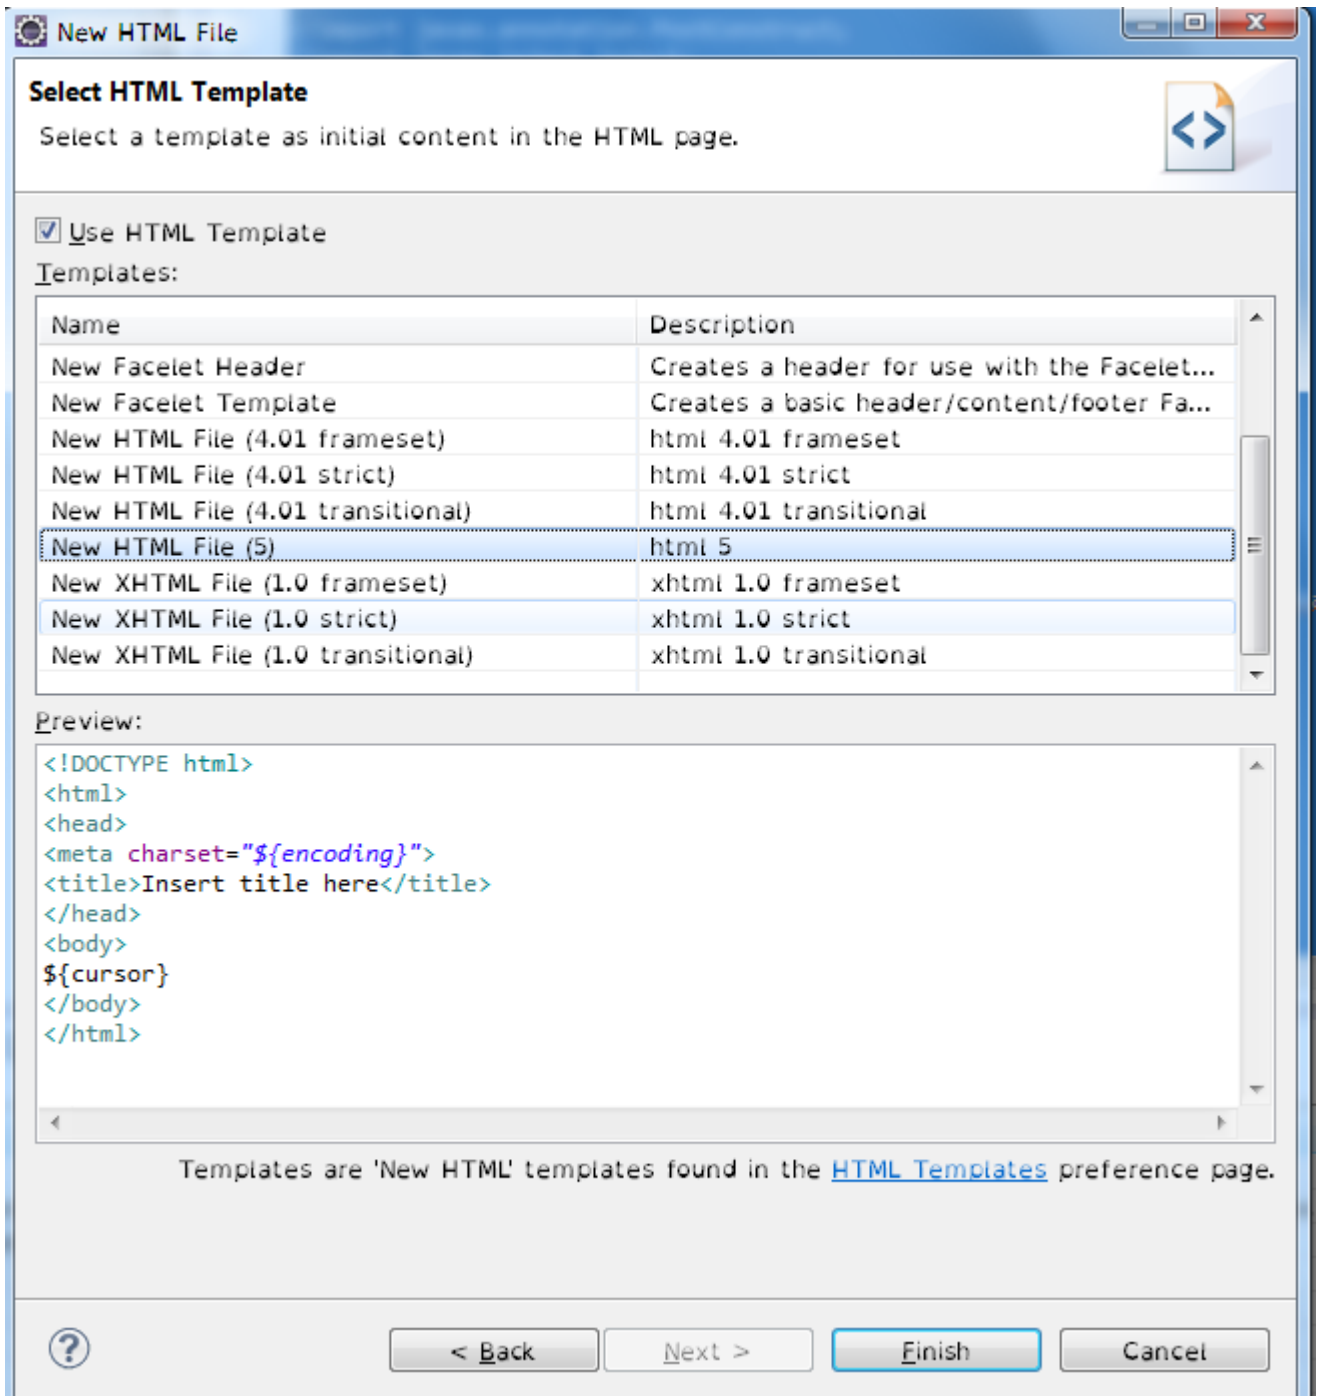 New HTML File
Select HTML Template
Select a template as initial content in the HTML page.
Use HTML Template
Templates:
Name Description
New Facelet Header Creates a header for use with the Facelet...
New Facelet Template Creates a basic header/content/footer Fa...
New HTML File (4.01 frameset) html 4.01 frameset
New HTML File (4.01 strict) html 4.01 strict
New HTML File (4.01 transitional) html 4.01 transitional
New HTML File (5) html 5
New XHTML File (1.0 frameset) xhtml 1.0 frameset
New XHTML File (1.0 strict) xhtml 1.0 strict
New XHTML File (1.0 transitional) xhtml 1.0 transitional
Preview:
<!DOCTYPE html>
<html>
<head>
<meta charset="${encoding}">
<title>Insert title here</title>
</head>
<body>
${cursor}
</body>
</html>
Templates are 'New HTML' templates found in the HTML Templates preference page.
< Back Next > Finish Cancel